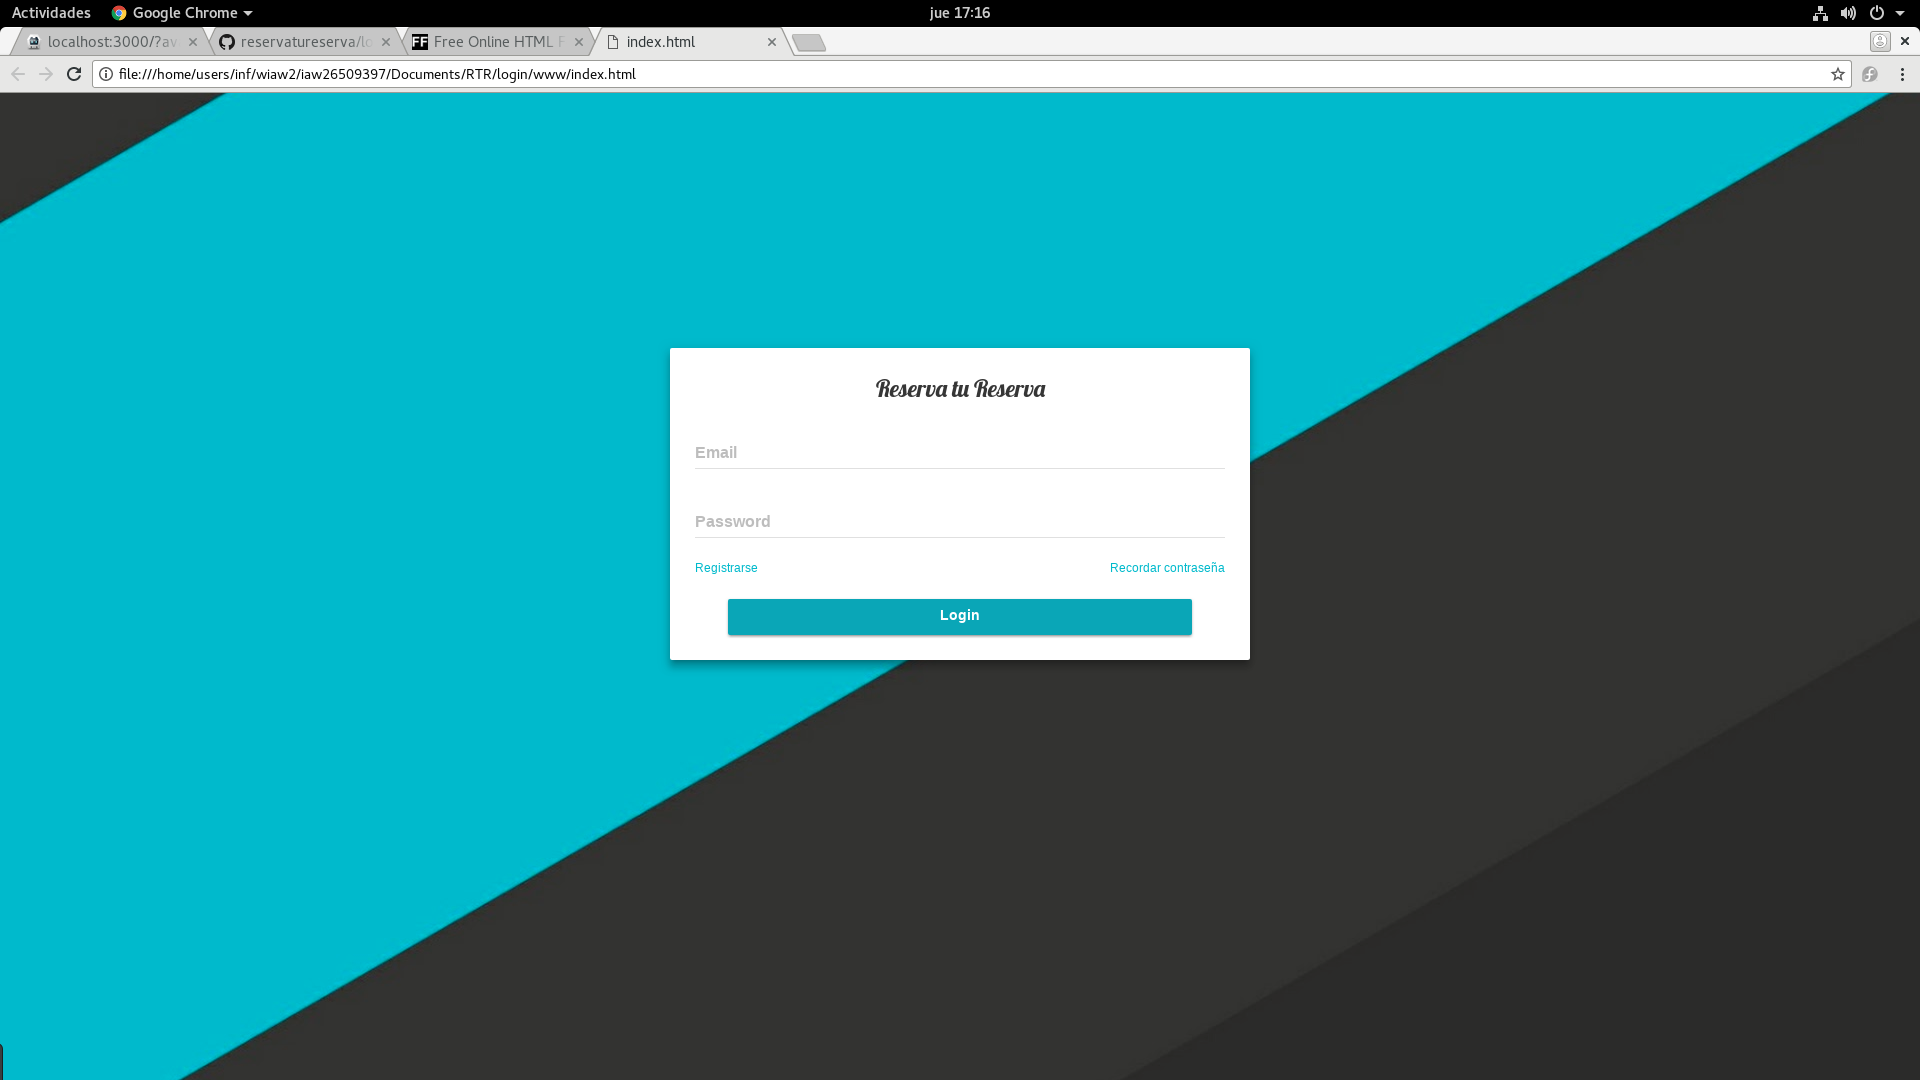 Actividades Google Chrome jue 17:16
localhost:3000/?av reservatureserva/lo Free Online HTML F index.html
file:///home/users/inf/wiaw2/iaw26509397/Documents/RTR/login/www/index.html
Reserva tu Reserva
Email
Password
Registrarse Recordar contraseña
Login